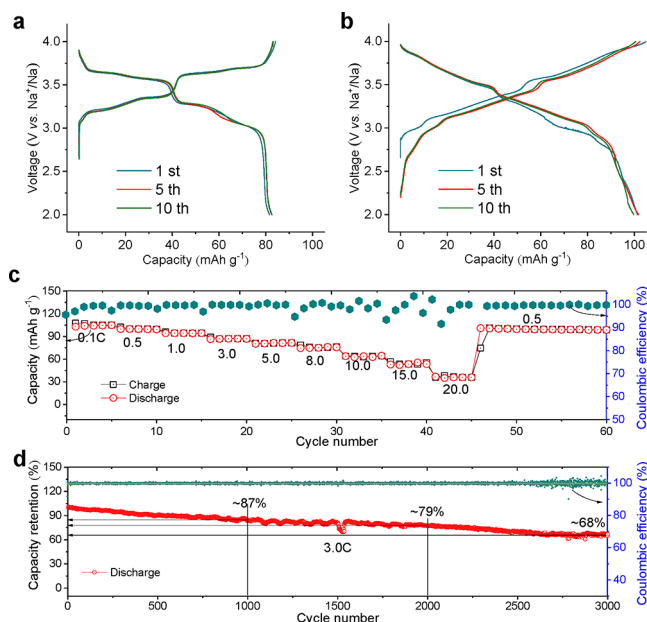 a
b
4.0
3.5
3.0
2.5
2.0
Voltage (V vs. Na+/Na)
1 st
5 th
10 th
0 20 40 60 80 100
Capacity (mAh g-1)
4.0
3.5
3.0
2.5
2.0
Voltage (V vs. Na+/Na)
1 st
5 th
10 th
0 20 40 60 80 100
Capacity (mAh g-1)
c
150
120
90
60
30
0
Capacity (mAh g-1)
0.1C
0.5
1.0
3.0
5.0
8.0
10.0
15.0
20.0
0.5
Charge
Discharge
100
90
80
70
60
50
Coulombic efficiency (%)
0 10 20 30 40 50 60
Cycle number
d
150
120
90
60
30
0
Capacity retention (%)
~87%
~79%
~68%
3.0C
Discharge
100
80
60
40
Coulombic efficiency (%)
0 500 1000 1500 2000 2500 3000
Cycle number